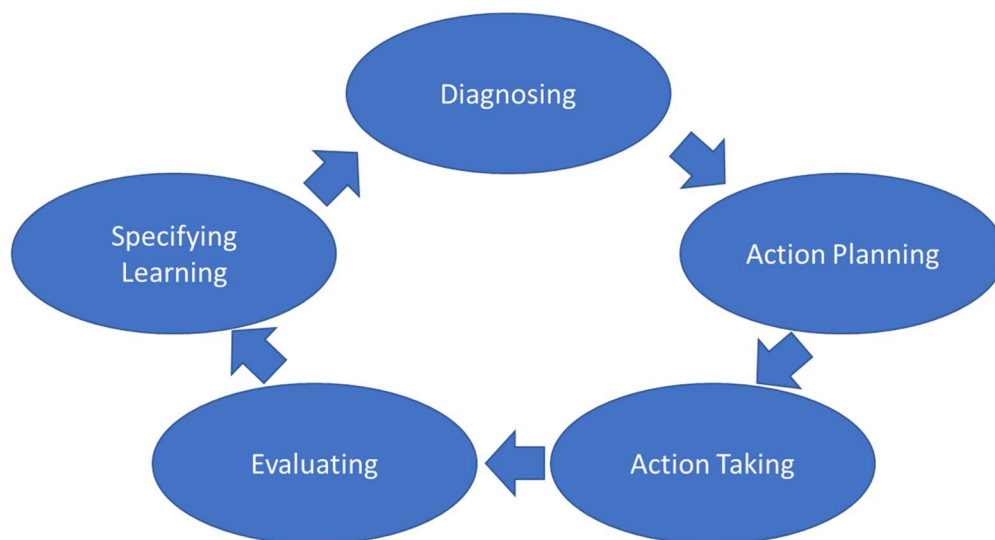 Diagnosing
Action Planning
Action Taking
Evaluating
Specifying
Learning